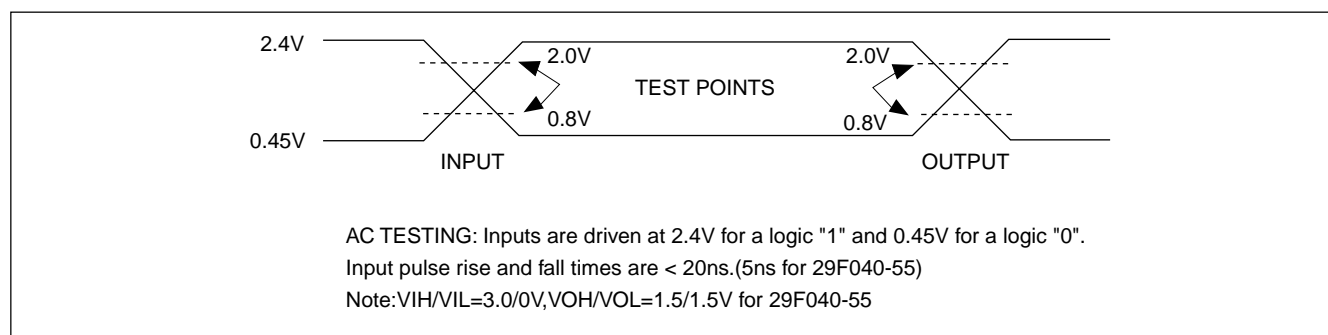 2.4V
2.0V
2.0V
TEST POINTS
0.8V
0.8V
0.45V
INPUT
OUTPUT
AC TESTING: Inputs are driven at 2.4V for a logic "1" and 0.45V for a logic "0".
Input pulse rise and fall times are < 20ns.(5ns for 29F040-55)
Note:VIH/VIL=3.0/0V,VOH/VOL=1.5/1.5V for 29F040-55